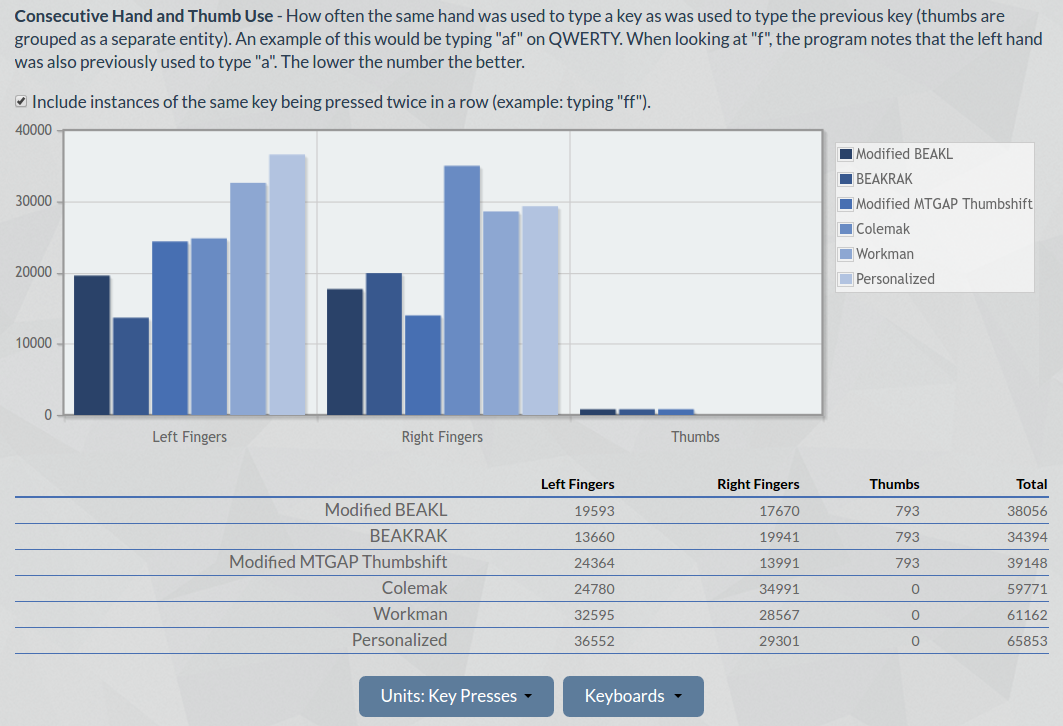 Consecutive Hand and Thumb Use - How often the same hand was used to type a key as was used to type the previous key (thumbs are
grouped as a separate entity). An example of this would be typing "af" on QWERTY. When looking at "f", the program notes that the left hand
was also previously used to type "a". The lower the number the better.
Include instances of the same key being pressed twice in a row (example: typing "ff").
40000
30000
20000
10000
0
Left Fingers
Right Fingers
Thumbs
Modified BEAKL
BEAKRAK
Modified MTGAP Thumbshift
Colemak
Workman
Personalized
Left Fingers Right Fingers Thumbs Total
Modified BEAKL 19593 17670 793 38056
BEAKRAK 13660 19941 793 34394
Modified MTGAP Thumbshift 24364 13991 793 39148
Colemak 24780 34991 0 59771
Workman 32595 28567 0 61162
Personalized 36552 29301 0 65853
Units: Key Presses Keyboards